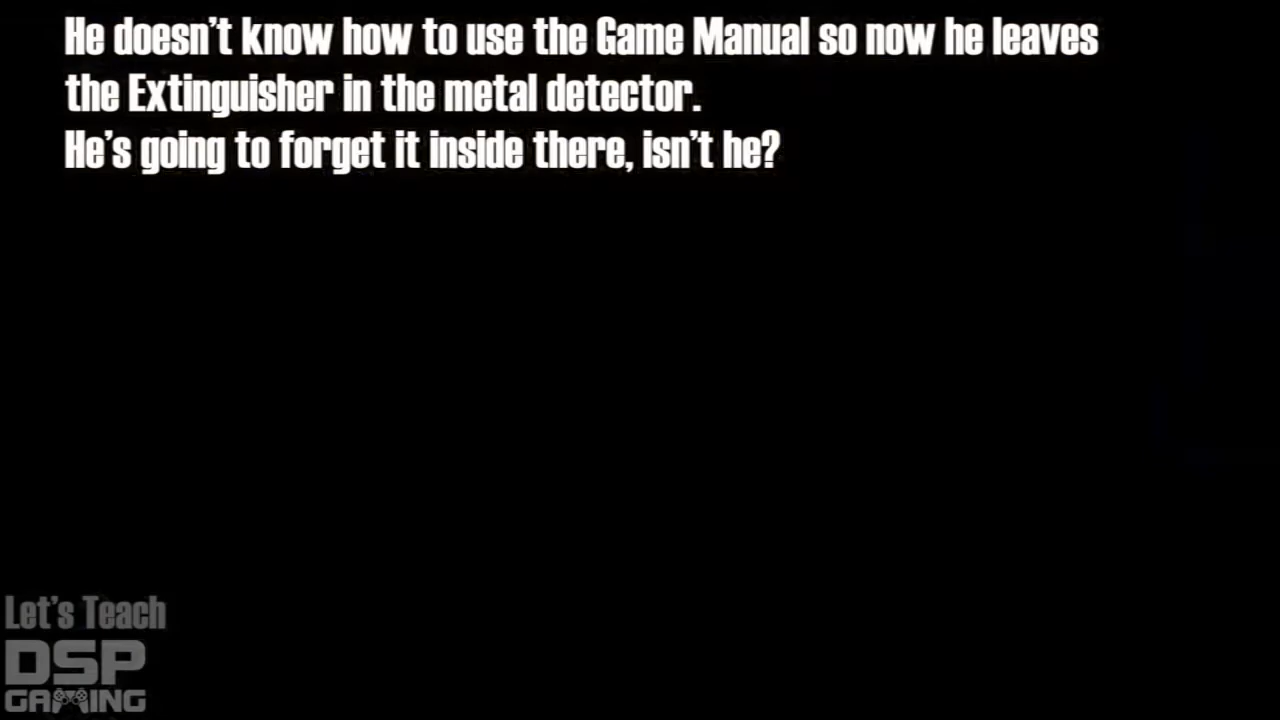 He doesn't know how to use the Game Manual so now he leaves
the Extinguisher in the metal detector.
He's going to forget it inside there, isn't he?
Let's Teach
DSP
GAMING